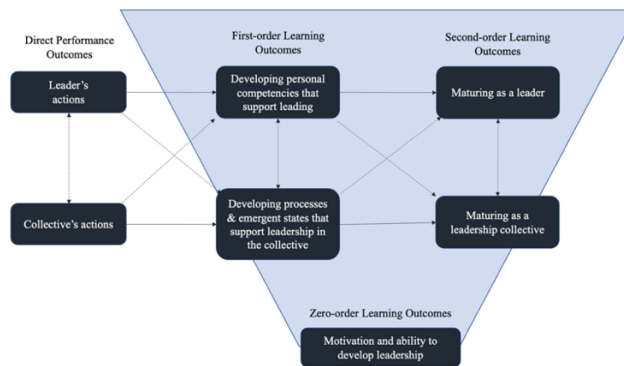 Direct Performance
Outcomes
First-order Learning
Outcomes
Second-order Learning
Outcomes
Leader's
actions
Developing personal
competencies that
support leading
Maturing as a leader
Collective's actions
Developing processes
& emergent states that
support leadership in
the collective
Maturing as a
leadership collective
Zero-order Learning Outcomes
Motivation and ability to
develop leadership